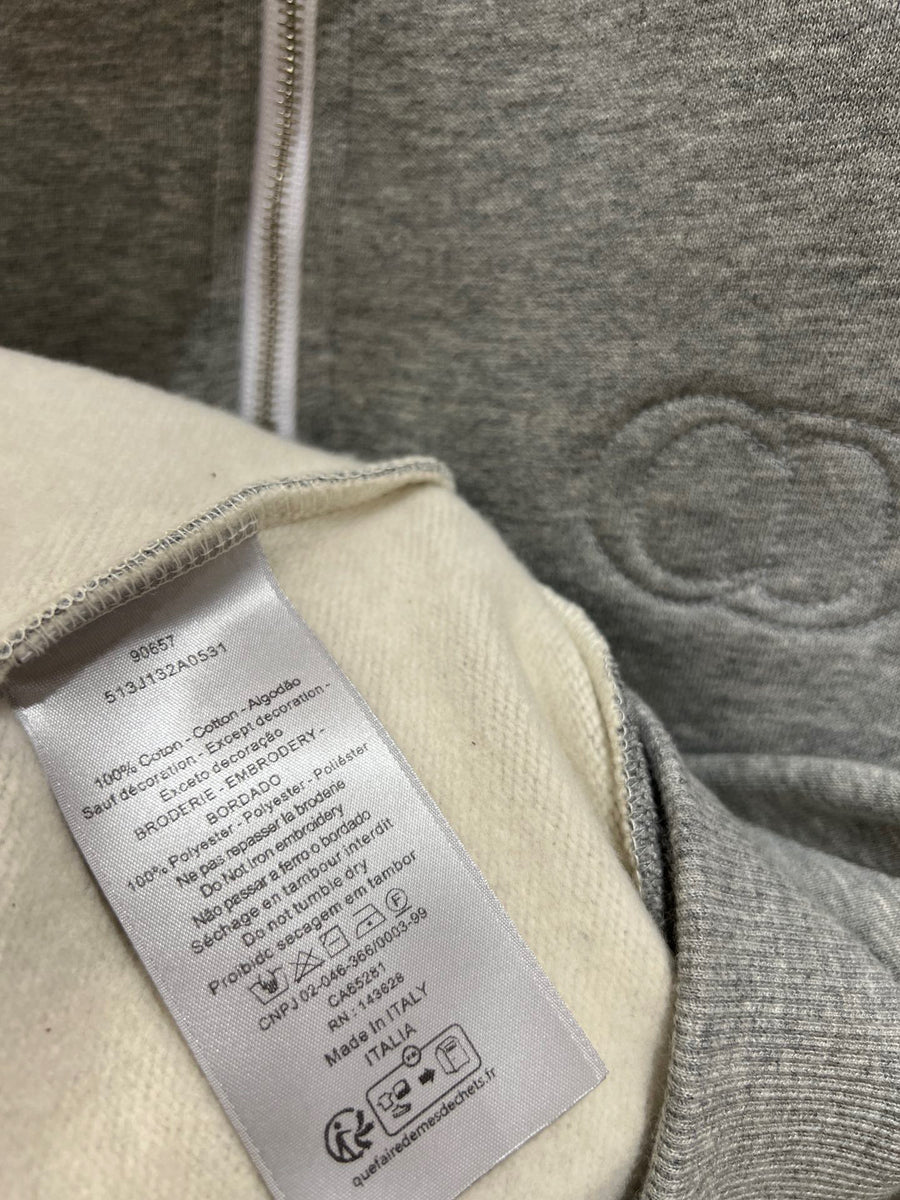 90657
513J132A0531
100% Coton - Cotton - Algodão
Sauf décoration - Except decoration -
Exceto decoração
BRODERIE - EMBRODERY -
BORDADO
100% Polyester - Polyester - Poliéster
Ne pas repasser la broderie
Do Not Iron embroidery
Não passar a ferro o bordado
Séchage en tambour interdit
Do not tumble dry
Proibido secagem em tambor
F
CNPJ 02-046-366/0003-99
CA65281
RN : 143628
Made In ITALY
ITALIA
quefairedemesdechets.fr